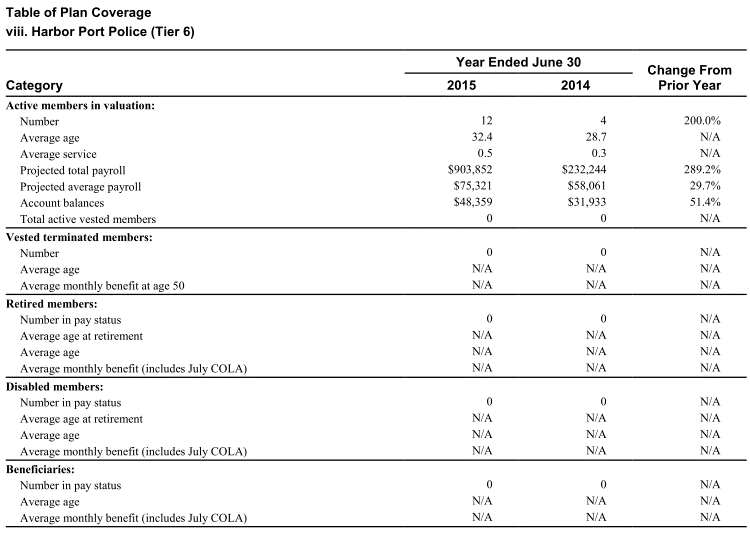 Table of Plan Coverage
viii. Harbor Port Police (Tier 6)
Year Ended June 30
Change From
Category 2015 2014 Prior Year
Active members in valuation:
Number 12 4 200.0%
Average age 32.4 28.7 N/A
Average service 0.5 0.3 N/A
Projected total payroll $903,852 $232,244 289.2%
Projected average payroll $75,321 $58,061 29.7%
Account balances $48,359 $31,933 51.4%
Total active vested members 0 0 N/A
Vested terminated members:
Number 0 0 N/A
Average age N/A N/A N/A
Average monthly benefit at age 50 N/A N/A N/A
Retired members:
Number in pay status 0 0 N/A
Average age at retirement N/A N/A N/A
Average age N/A N/A N/A
Average monthly benefit (includes July COLA) N/A N/A N/A
Disabled members:
Number in pay status 0 0 N/A
Average age at retirement N/A N/A N/A
Average age N/A N/A N/A
Average monthly benefit (includes July COLA) N/A N/A N/A
Beneficiaries:
Number in pay status 0 0 N/A
Average age N/A N/A N/A
Average monthly benefit (includes July COLA) N/A N/A N/A